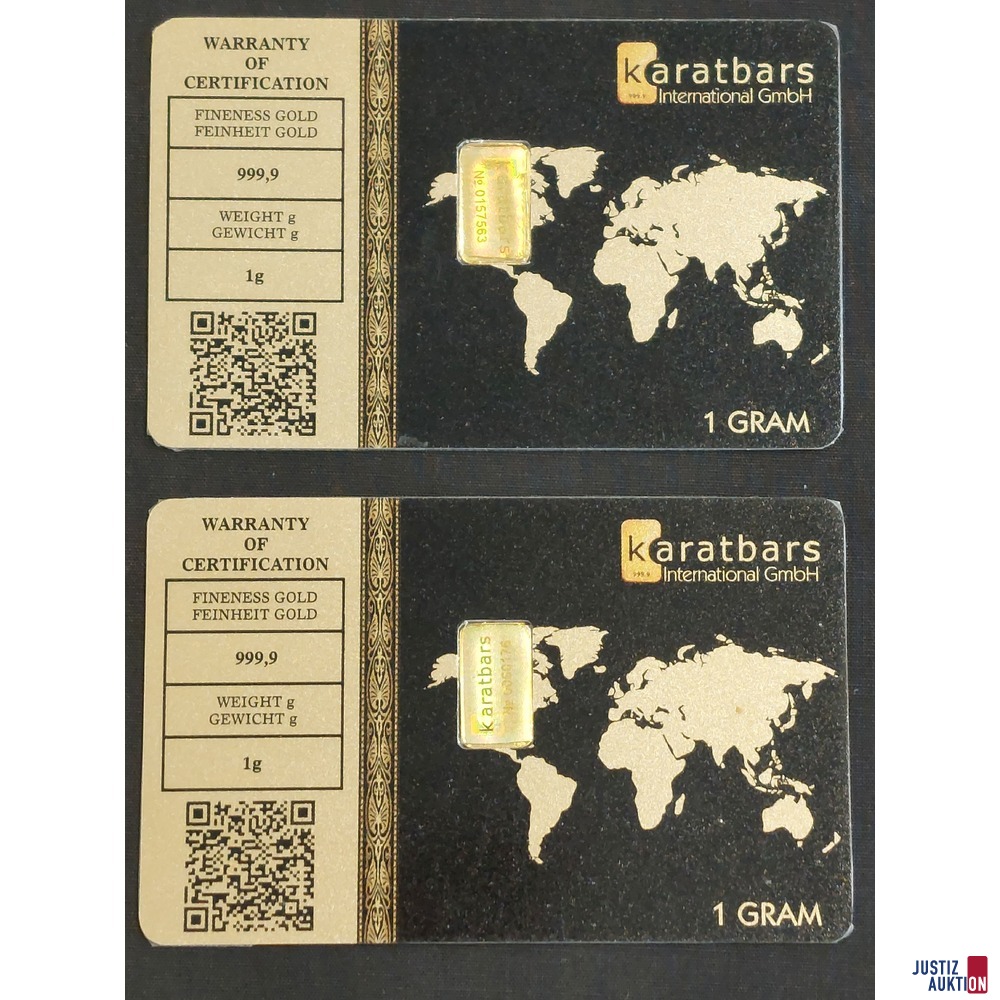 WARRANTY
OF
CERTIFICATION
FINENESS GOLD
FEINHEIT GOLD
999,9
WEIGHT g
GEWICHT g
1g
karatbars
International GmbH
№ 0157563
1 GRAM
WARRANTY
OF
CERTIFICATION
FINENESS GOLD
FEINHEIT GOLD
999,9
WEIGHT g
GEWICHT g
1g
karatbars
International GmbH
karatbars
1 GRAM
JUSTIZ
AUKTION